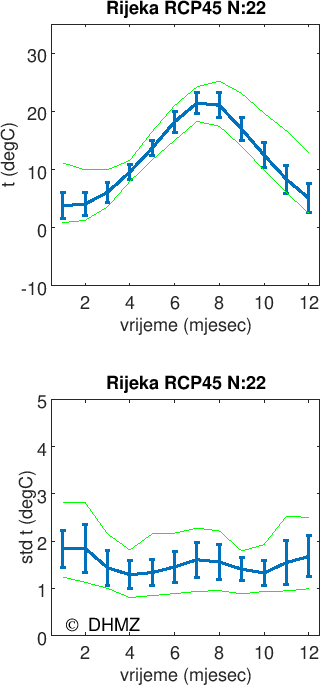 Rijeka RCP45 N:22
30
20
10
0
-10
t (degC)
2 4 6 8 10 12
vrijeme (mjesec)
Rijeka RCP45 N:22
5
4
3
2
1
0
std t (degC)
© DHMZ
2 4 6 8 10 12
vrijeme (mjesec)